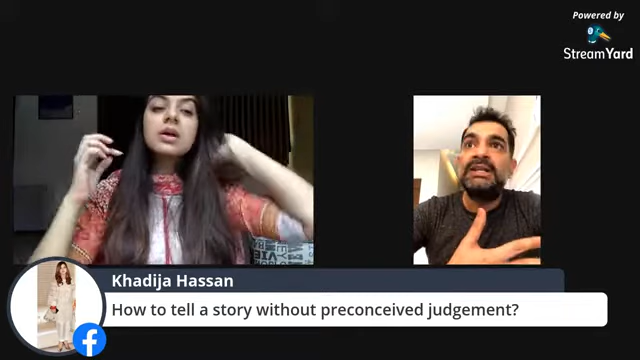 Powered by
StreamYard
Khadija Hassan
How to tell a story without preconceived judgement?